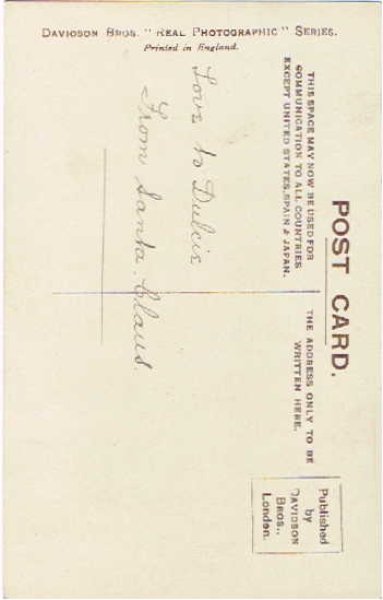 DAVIDSON BROS. "REAL PHOTOGRAPHIC" SERIES.
Printed in England.
POST CARD.
THIS SPACE MAY NOW BE USED FOR
COMMUNICATION TO ALL COUNTRIES
EXCEPT UNITED STATES, SPAIN & JAPAN.
THE ADDRESS ONLY TO BE
WRITTEN HERE.
Published
by
DAVIDSON
BROS.,
London.
Love to Dulcie
From Santa Claus.